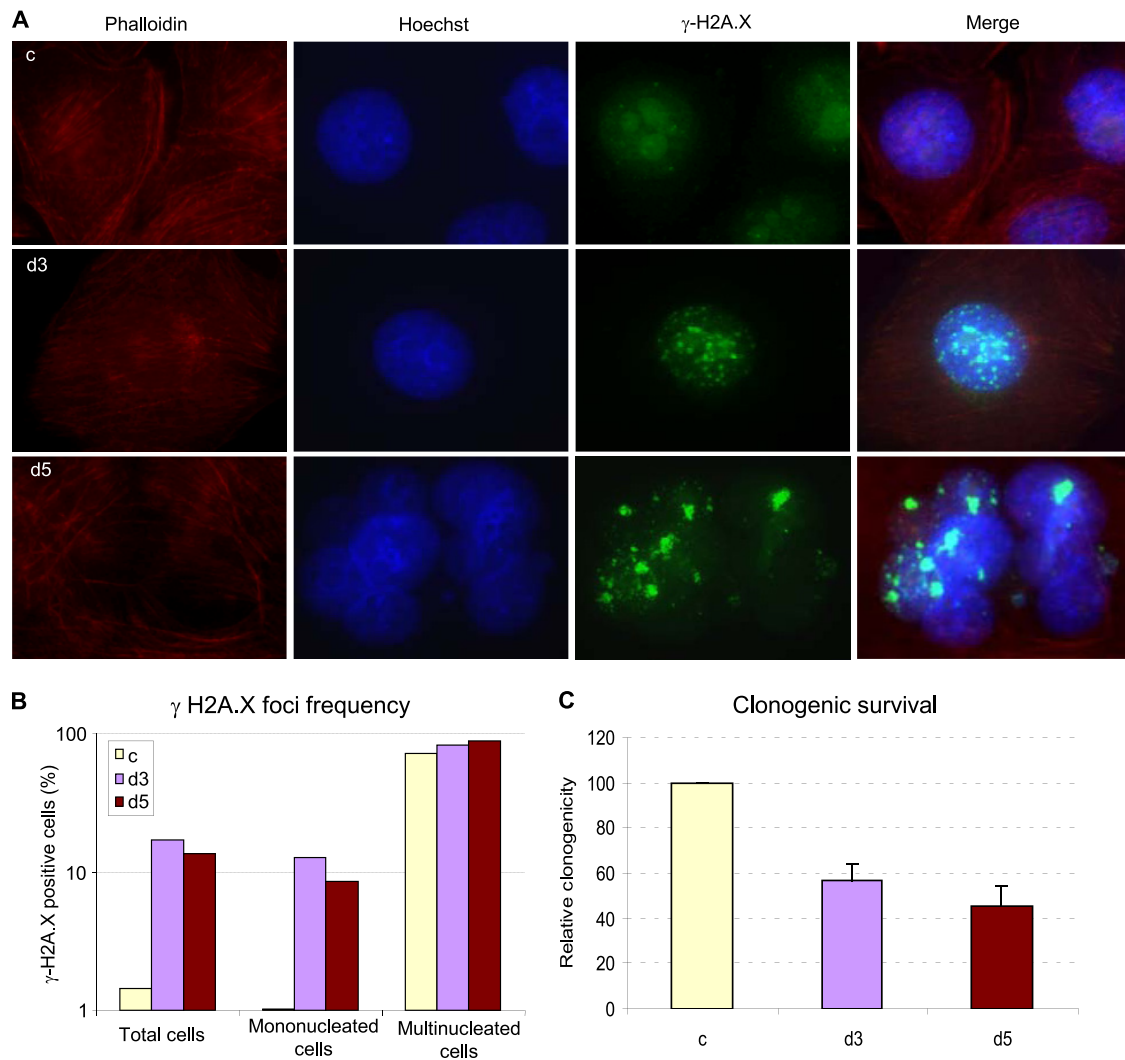 A
Phalloidin
Hoechst
γ-H2A.X
Merge
c
d3
d5
B
γ H2A.X foci frequency
γ-H2A.X positive cells (%)
100
10
1
c
d3
d5
Total cells
Mononucleated
cells
Multinucleated
cells
C
Clonogenic survival
Relative clonogenicity
120
100
80
60
40
20
0
c
d3
d5